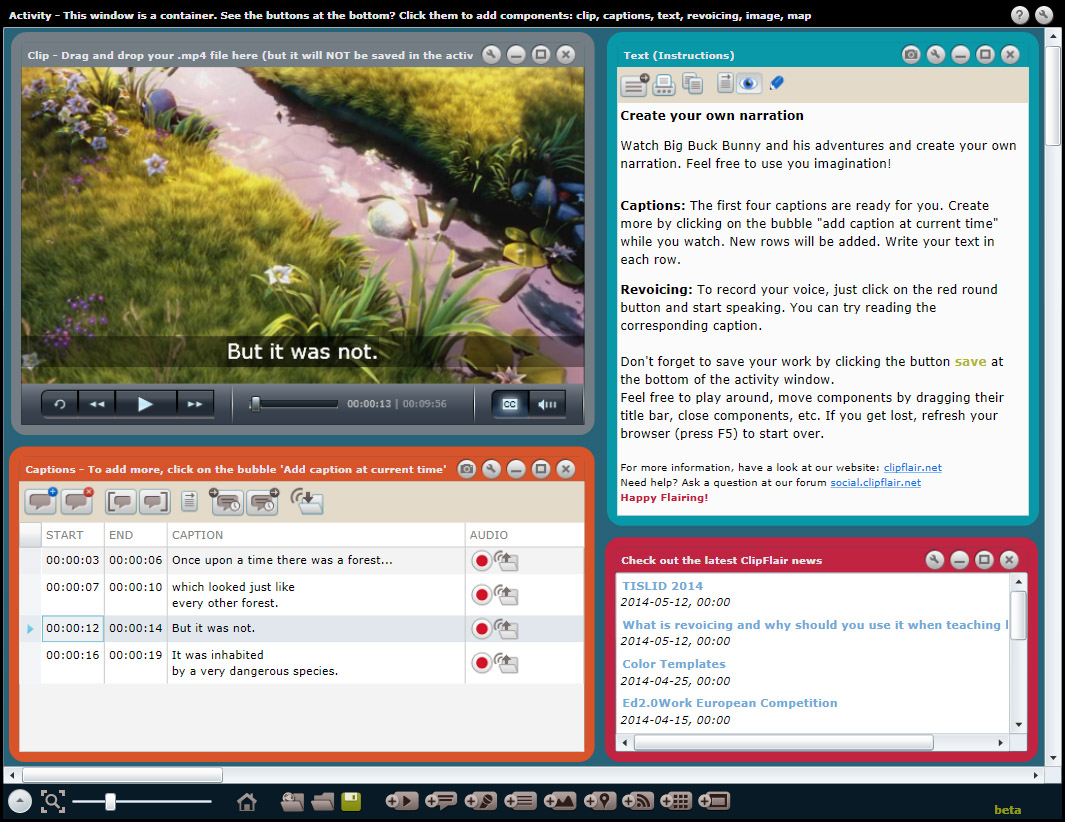 Activity - This window is a container. See the buttons at the bottom? Click them to add components: clip, captions, text, revoicing, image, map
?
Clip - Drag and drop your .mp4 file here (but it will NOT be saved in the activ
But it was not.
00:00:13 | 00:09:56
CC
Captions - To add more, click on the bubble 'Add caption at current time'
START END CAPTION AUDIO
00:00:03 00:00:06 Once upon a time there was a forest...
00:00:07 00:00:10 which looked just like
every other forest.
00:00:12 00:00:14 But it was not.
00:00:16 00:00:19 It was inhabited
by a very dangerous species.
Text (Instructions)
Create your own narration
Watch Big Buck Bunny and his adventures and create your own
narration. Feel free to use you imagination!
Captions: The first four captions are ready for you. Create
more by clicking on the bubble "add caption at current time"
while you watch. New rows will be added. Write your text in
each row.
Revoicing: To record your voice, just click on the red round
button and start speaking. You can try reading the
corresponding caption.
Don't forget to save your work by clicking the button save at
the bottom of the activity window.
Feel free to play around, move components by dragging their
title bar, close components, etc. If you get lost, refresh your
browser (press F5) to start over.
For more information, have a look at our website: clipflair.net
Need help? Ask a question at our forum social.clipflair.net
Happy Flairing!
Check out the latest ClipFlair news
TISLID 2014
2014-05-12, 00:00
What is revoicing and why should you use it when teaching
2014-05-12, 00:00
Color Templates
2014-04-25, 00:00
Ed2.0Work European Competition
2014-04-15, 00:00
beta